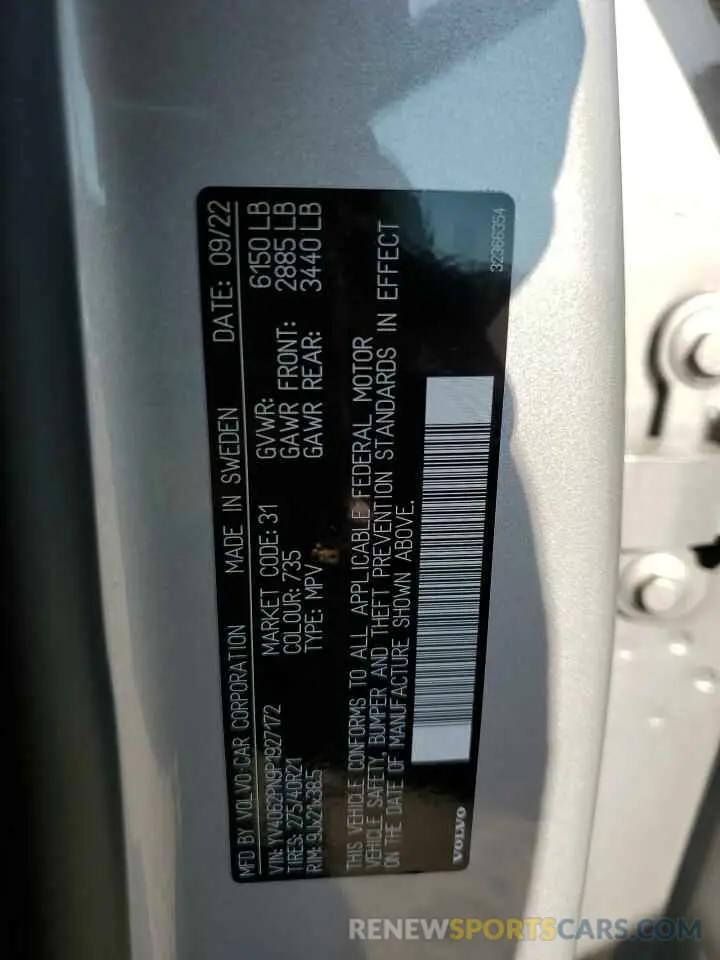 MFD BY VOLVO CAR CORPORATION MADE IN SWEDEN DATE: 09/22
VIN: YV4062PN9P1927172 MARKET CODE: 31 GVWR: 6150 LB
TIRES: 275/40R21 COLOUR: 735 GAWR FRONT: 2885 LB
RIM: 9Jx21x38.5 TYPE: MPV GAWR REAR: 3440 LB
THIS VEHICLE CONFORMS TO ALL APPLICABLE FEDERAL MOTOR
VEHICLE SAFETY, BUMPER AND THEFT PREVENTION STANDARDS IN EFFECT
ON THE DATE OF MANUFACTURE SHOWN ABOVE.
VOLVO
32366354
RENEWSPORTSCARS.COM